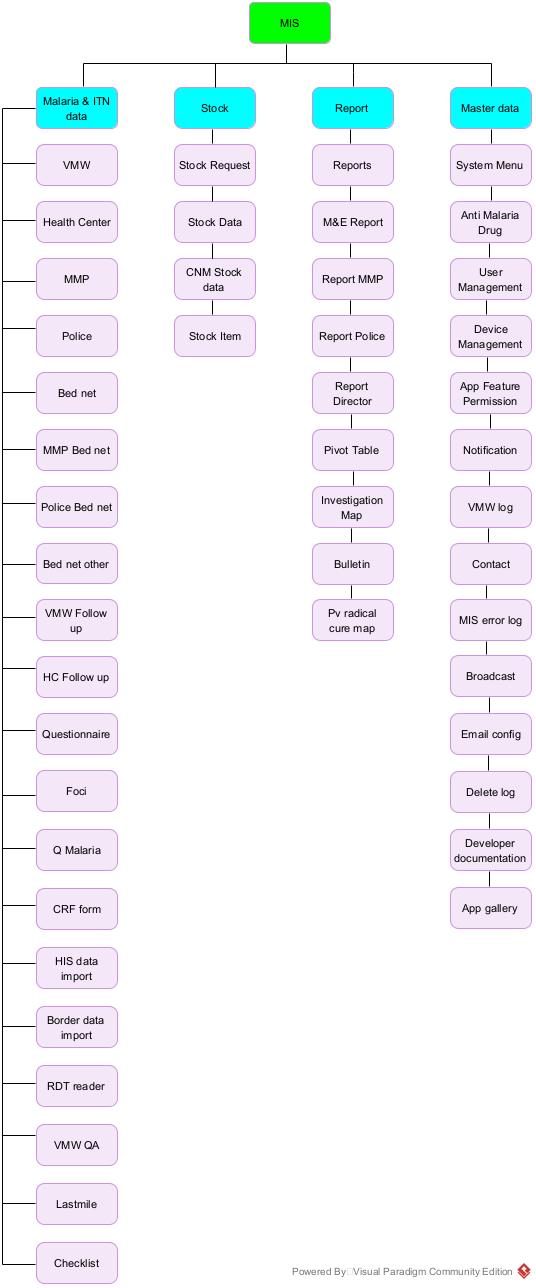 MIS
Malaria & ITN
data
VMW
Health Center
MMP
Police
Bed net
MMP Bed net
Police Bed net
Bed net other
VMW Follow
up
HC Follow up
Questionnaire
Foci
Q Malaria
CRF form
HIS data
import
Border data
import
RDT reader
VMW QA
Lastmile
Checklist
Stock
Stock Request
Stock Data
CNM Stock
data
Stock Item
Report
Reports
M&E Report
Report MMP
Report Police
Report
Director
Pivot Table
Investigation
Map
Bulletin
Pv radical
cure map
Master data
System Menu
Anti Malaria
Drug
User
Management
Device
Management
App Feature
Permission
Notification
VMW log
Contact
MIS error log
Broadcast
Email config
Delete log
Developer
documentation
App gallery
Powered By Visual Paradigm Community Edition